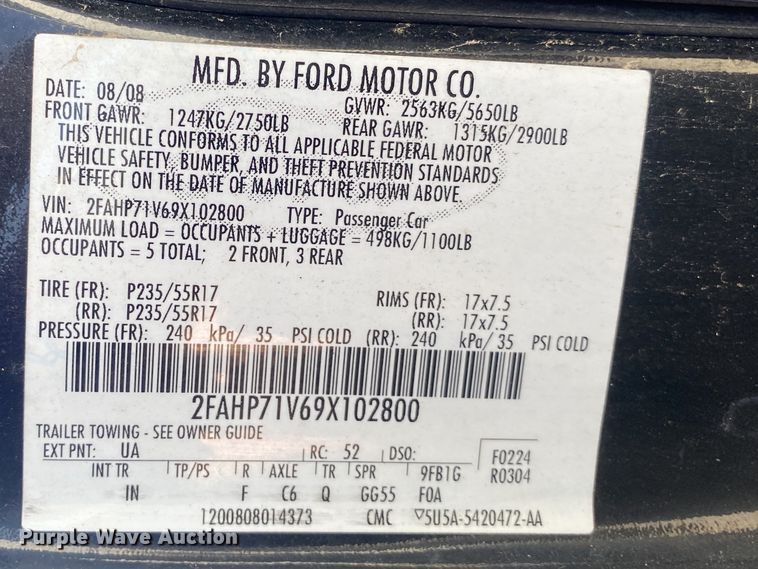 MFD. BY FORD MOTOR CO.
DATE: 08/08 GVWR: 2563KG/5650LB
FRONT GAWR: 1247KG/2750LB REAR GAWR: 1315KG/2900LB
THIS VEHICLE CONFORMS TO ALL APPLICABLE FEDERAL MOTOR
VEHICLE SAFETY, BUMPER, AND THEFT PREVENTION STANDARDS
IN EFFECT ON THE DATE OF MANUFACTURE SHOWN ABOVE.
VIN: 2FAHP71V69X102800 TYPE: Passenger Car
MAXIMUM LOAD = OCCUPANTS + LUGGAGE = 498KG/1100LB
OCCUPANTS = 5 TOTAL; 2 FRONT, 3 REAR
TIRE (FR): P235/55R17 RIMS (FR): 17x7.5
(RR): P235/55R17 (RR): 17x7.5
PRESSURE (FR): 240 kPa/ 35 PSI COLD (RR): 240 kPa/ 35 PSI COLD
2FAHP71V69X102800
TRAILER TOWING - SEE OWNER GUIDE
EXT PNT: UA RC: 52 DSO: F0224
INT TR TP/PS R AXLE TR SPR 9FB1G R0304
IN F C6 Q GG55 F0A
1200808014373 CMC ▽5U5A-5420472-AA
Purple Wave Auction